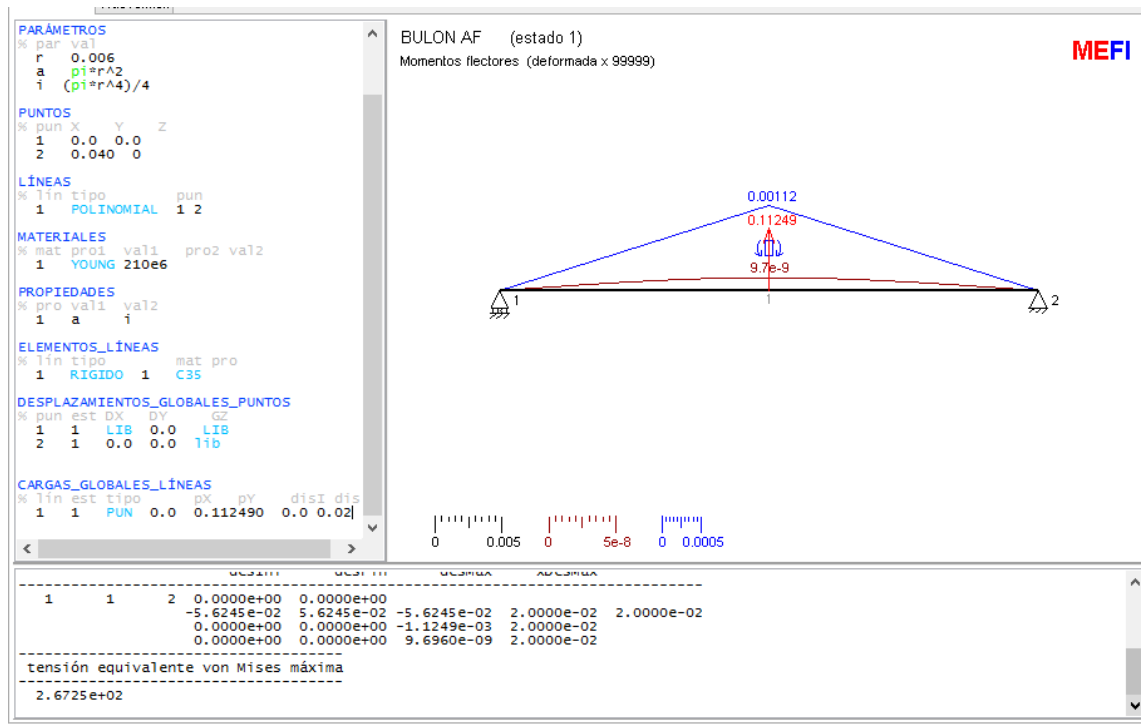 PARÁMETROS
% par val
r 0.006
a pi*r^2
i (pi*r^4)/4
PUNTOS
% pun X Y Z
1 0.0 0.0
2 0.040 0
LÍNEAS
% lín tipo pun
1 POLINOMIAL 1 2
MATERIALES
% mat pro1 val1 pro2 val2
1 YOUNG 210e6
PROPIEDADES
% pro val1 val2
1 a i
ELEMENTOS_LÍNEAS
% lín tipo mat pro
1 RIGIDO 1 C35
DESPLAZAMIENTOS_GLOBALES_PUNTOS
% pun est DX DY GZ
1 1 LIB 0.0 LIB
2 1 0.0 0.0 lib
CARGAS_GLOBALES_LÍNEAS
% lín est tipo pX pY disI dis
1 1 PUN 0.0 0.112490 0.0 0.02
BULON AF (estado 1)
Momentos flectores (deformada x 99999)
MEFI
0.00112
0.11249
9.7e-9
1 1 2
0 0.005 0 5e-8 0 0.0005
1 1 2 0.0000e+00 0.0000e+00
-5.6245e-02 5.6245e-02 -5.6245e-02 2.0000e-02 2.0000e-02
0.0000e+00 0.0000e+00 -1.1249e-03 2.0000e-02
0.0000e+00 0.0000e+00 9.6960e-09 2.0000e-02
tensión equivalente von Mises máxima
2.6725e+02